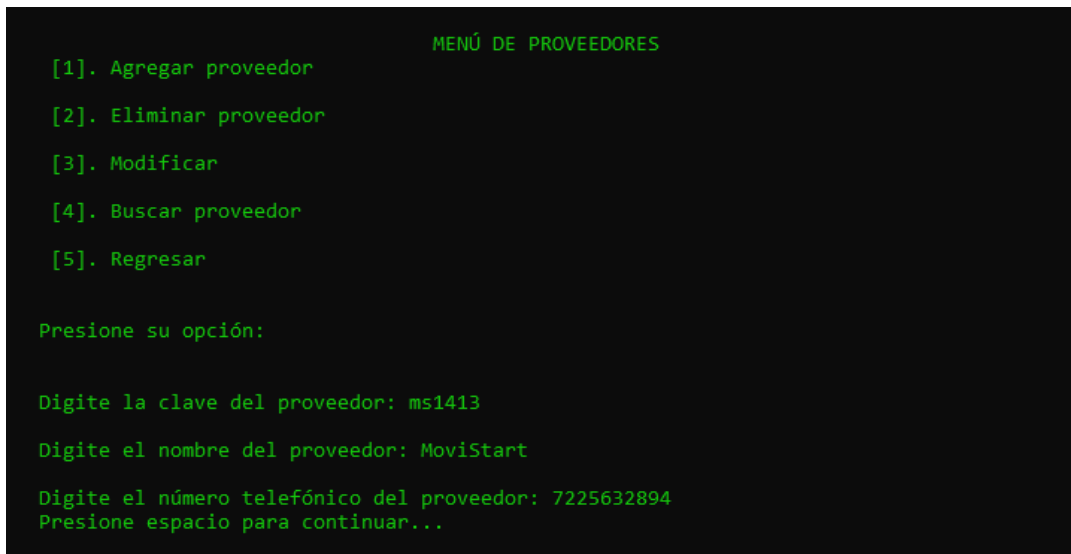 MENÚ DE PROVEEDORES
[1]. Agregar proveedor
[2]. Eliminar proveedor
[3]. Modificar
[4]. Buscar proveedor
[5]. Regresar
Presione su opción:
Digite la clave del proveedor: ms1413
Digite el nombre del proveedor: MoviStart
Digite el número telefónico del proveedor: 7225632894
Presione espacio para continuar...